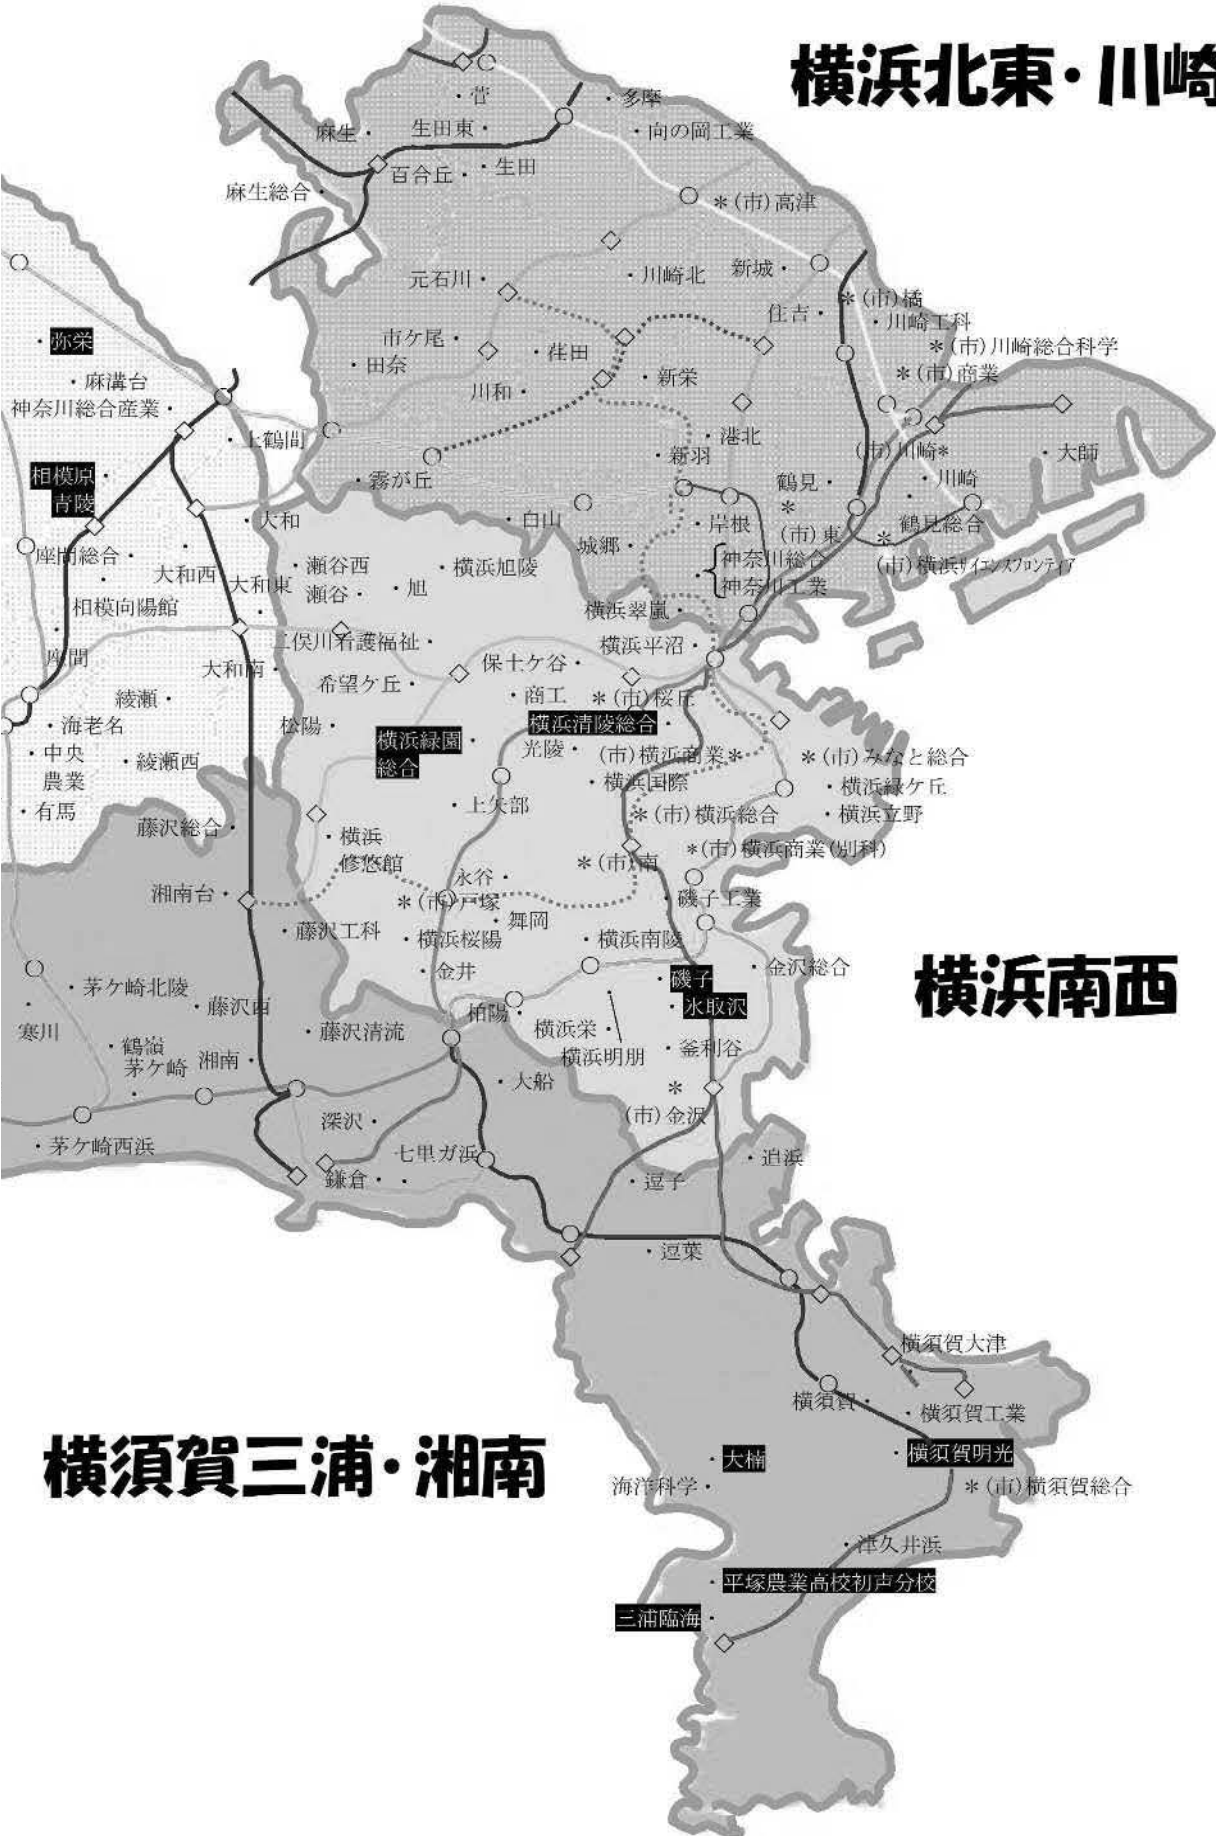 横浜北東・川崎
・菅
・多摩
麻生・
生田東・
・向の岡工業
百合丘・
・生田
麻生総合・
＊(市)高津
元石川・
・川崎北
新城・
＊(市)橘
住吉・
・川崎工科
・弥栄
市ケ尾・
・荏田
＊(市)川崎総合科学
・田奈
＊(市)商業
・麻溝台
川和・
・新栄
神奈川総合産業・
・上鶴間
・港北
(市)川崎＊
・大師
・新羽
相模原
青陵
・霧が丘
鶴見・
・川崎
・大和
・白山
・岸根
＊
(市)東
鶴見総合
城郷・
座間総合・
大和西
・瀬谷西
・横浜旭陵
神奈川総合
＊
(市)横浜サイエンスフロンティア
大和東
瀬谷・
・旭
神奈川工業
相模向陽館
横浜翠嵐・
二俣川看護福祉・
横浜平沼・
座間
大和南・
保土ケ谷・
希望ケ丘・
・商工
＊(市)桜丘
綾瀬・
・海老名
松陽・
横浜緑園
総合
横浜清陵総合・
光陵・
(市)横浜商業＊
＊(市)みなと総合
・中央
農業
・綾瀬西
・横浜国際
・横浜緑ケ丘
・有馬
・上矢部
＊(市)横浜総合
・横浜立野
藤沢総合・
・横浜
修悠館
＊(市)南
＊(市)横浜商業(別科)
永谷・
湘南台・
＊(市)戸塚
・磯子工業
・舞岡
・藤沢工科
・横浜桜陽
・横浜南陵
・金井
・磯子
・金沢総合
横浜南西
・茅ケ崎北陵
・藤沢西
柏陽・
・氷取沢
寒川
・藤沢清流
横浜栄・
・鶴嶺
茅ケ崎
湘南・
横浜明朋
・釜利谷
・大船
＊
(市)金沢
深沢・
・茅ケ崎西浜
七里ガ浜
・追浜
鎌倉・
・逗子
・逗葉
横須賀大津
横須賀・
・横須賀工業
横須賀三浦・湘南
・大楠
・横須賀明光
海洋科学・
＊(市)横須賀総合
・津久井浜
・平塚農業高校初声分校
三浦臨海・